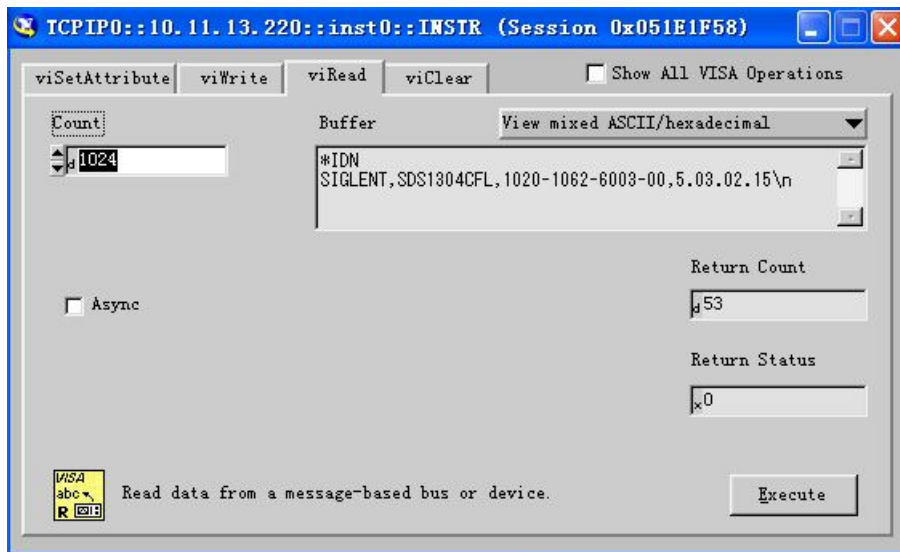 TCPIP0::10.11.13.220::inst0::INSTR (Session 0x051E1F58)
viSetAttribute viWrite viRead viClear Show All VISA Operations
Count Buffer View mixed ASCII/hexadecimal
d 1024
*IDN
SIGLENT,SDS1304CFL,1020-1062-6003-00,5.03.02.15\n
Return Count
Async
d 53
Return Status
x 0
VISA
abc
R
Read data from a message-based bus or device.
Execute